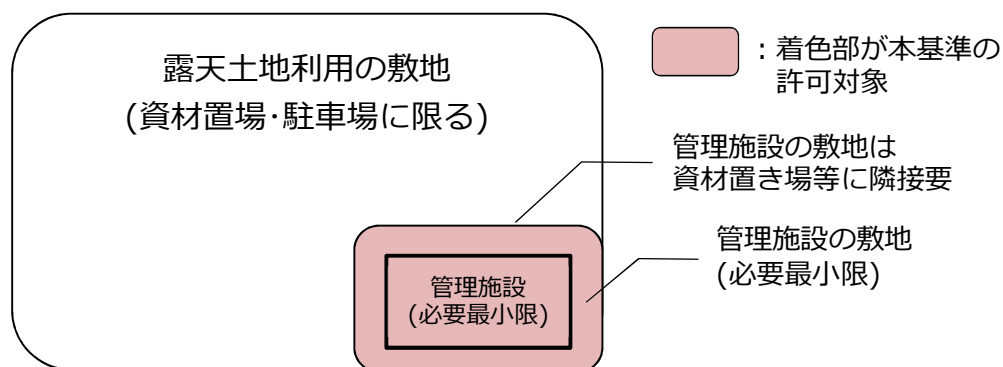 露天土地利用の敷地
(資材置場･駐車場に限る)
：着色部が本基準の
許可対象
管理施設の敷地は
資材置き場等に隣接要
管理施設の敷地
(必要最小限)
管理施設
(必要最小限)